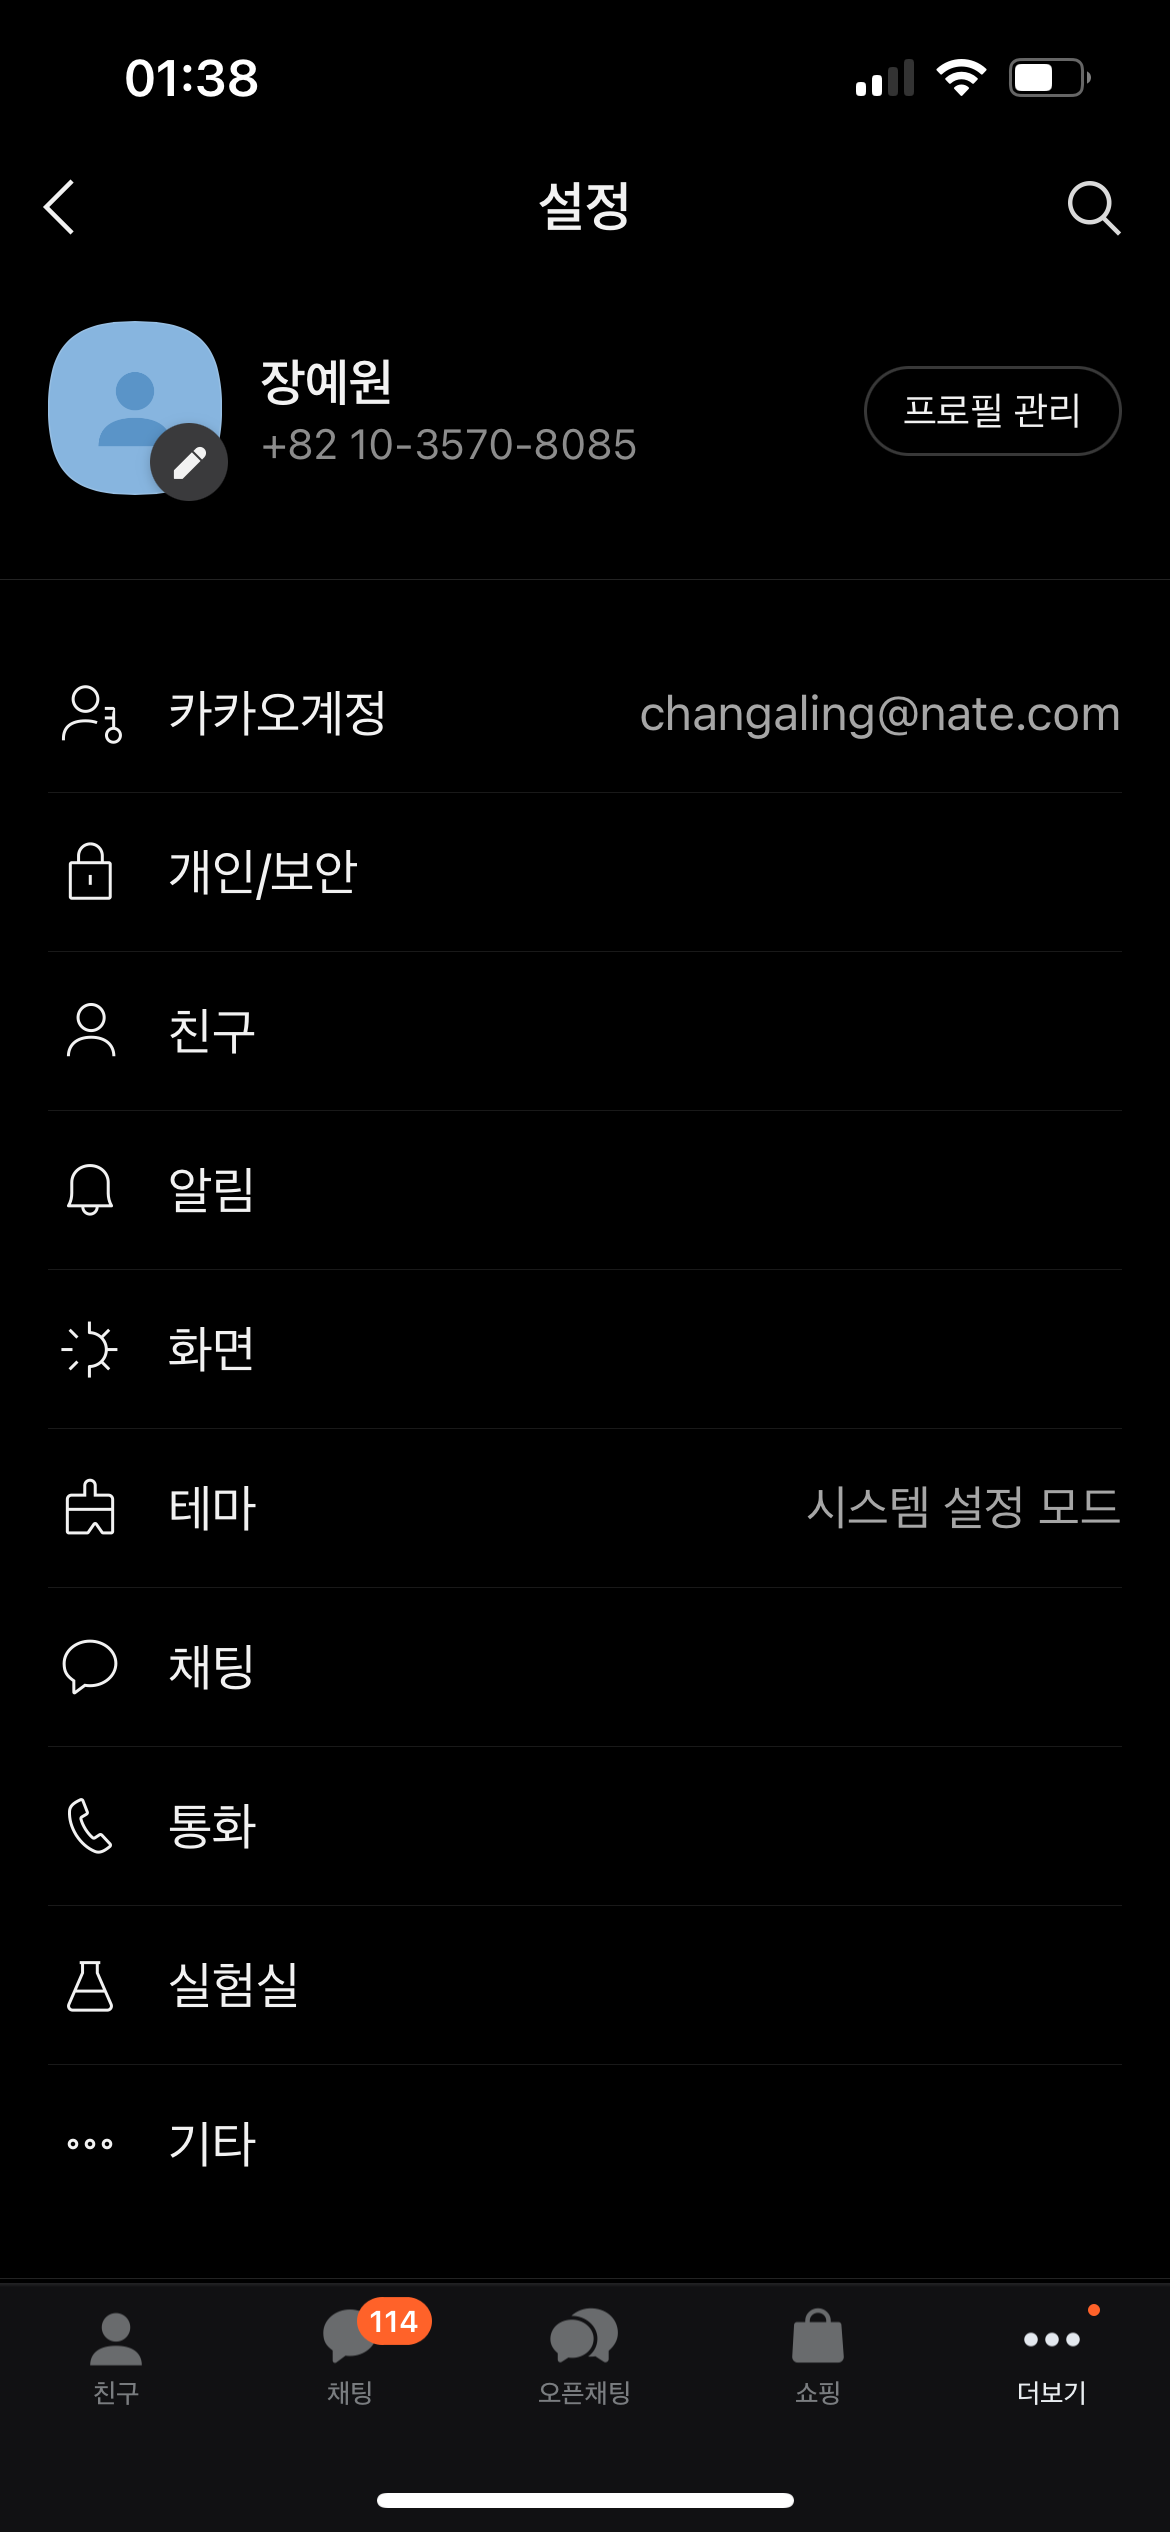 01:38
설정
장예원
+82 10-3570-8085
프로필 관리
카카오계정 changaling@nate.com
개인/보안
친구
알림
화면
테마 시스템 설정 모드
채팅
통화
실험실
기타
114
친구 채팅 오픈채팅 쇼핑 더보기